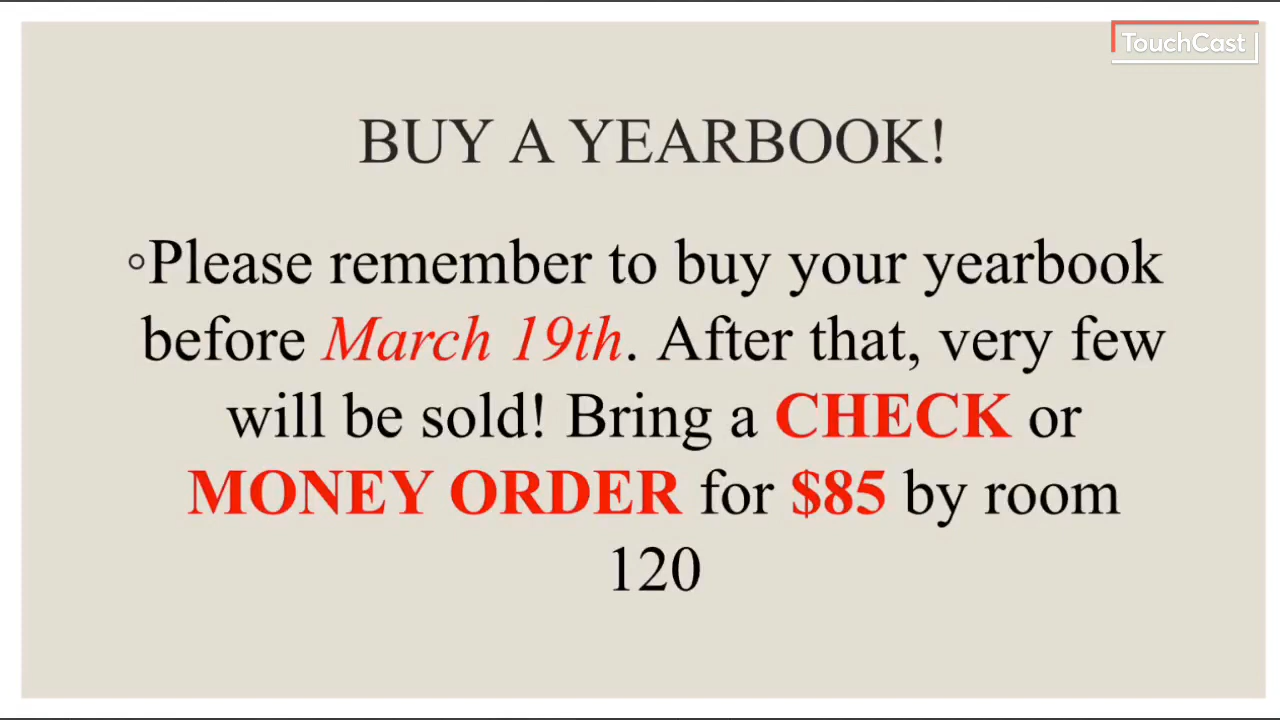 TouchCast
BUY A YEARBOOK!
◦Please remember to buy your yearbook
before March 19th. After that, very few
will be sold! Bring a CHECK or
MONEY ORDER for $85 by room
120